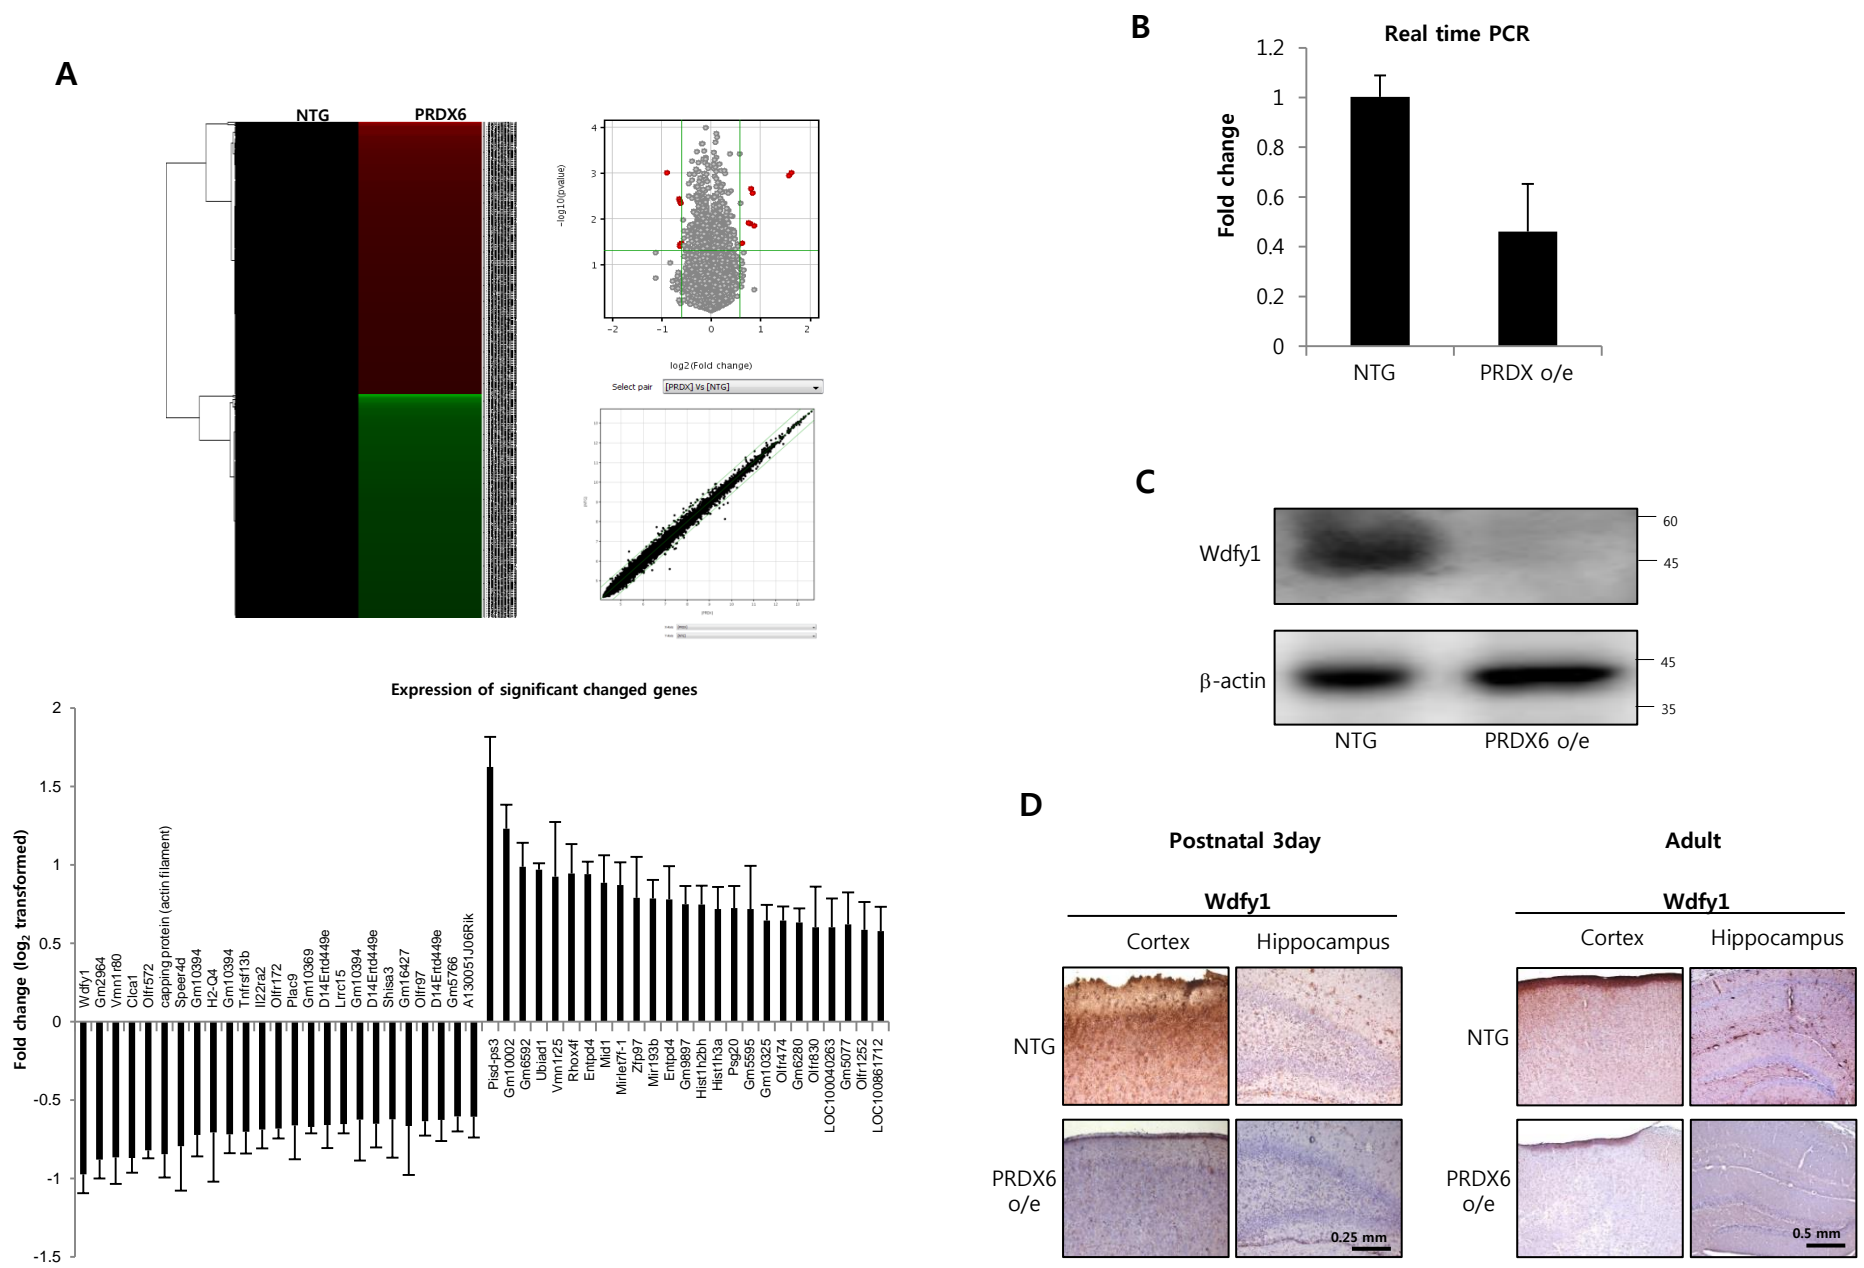 A
NTG PRDX6
4
3
2
1
-log10(pvalue)
-2 -1 0 1 2
log2(Fold change)
Select pair [PRDX] Vs [NTG]
Expression of significant changed genes
Fold change (log2 transformed)
2
1.5
1
0.5
0
-0.5
-1
-1.5
Wdfy1
Gm2964
Vmn1r80
Clca1
Olfr572
capping protein (actin filament)
Speer4d
Gm10394
H2-Q4
Gm10394
Tnfrsf13b
Il22ra2
Olfr172
Plac9
Gm10369
D14Ertd449e
Lrrc15
Gm10394
D14Ertd449e
Shisa3
Gm16427
Olfr97
D14Ertd449e
Gm5766
A130051J06Rik
Pisd-ps3
Gm10002
Gm6592
Ubiad1
Vmn1r25
Rhox4f
Entpd4
Mid1
Mirlet7f-1
Zfp97
Mir193b
Entpd4
Gm9897
Hist1h2bh
Hist1h3a
Psg20
Gm5595
Gm10325
Olfr474
Gm6280
Olfr830
LOC100040263
Gm5077
Olfr1252
LOC100861712
B
Real time PCR
Fold change
1.2
1
0.8
0.6
0.4
0.2
0
NTG PRDX o/e
C
Wdfy1
60
45
β-actin
45
35
NTG PRDX6 o/e
D
Postnatal 3day
Wdfy1
Cortex Hippocampus
NTG
PRDX6
o/e
0.25 mm
Adult
Wdfy1
Cortex Hippocampus
NTG
PRDX6
o/e
0.5 mm